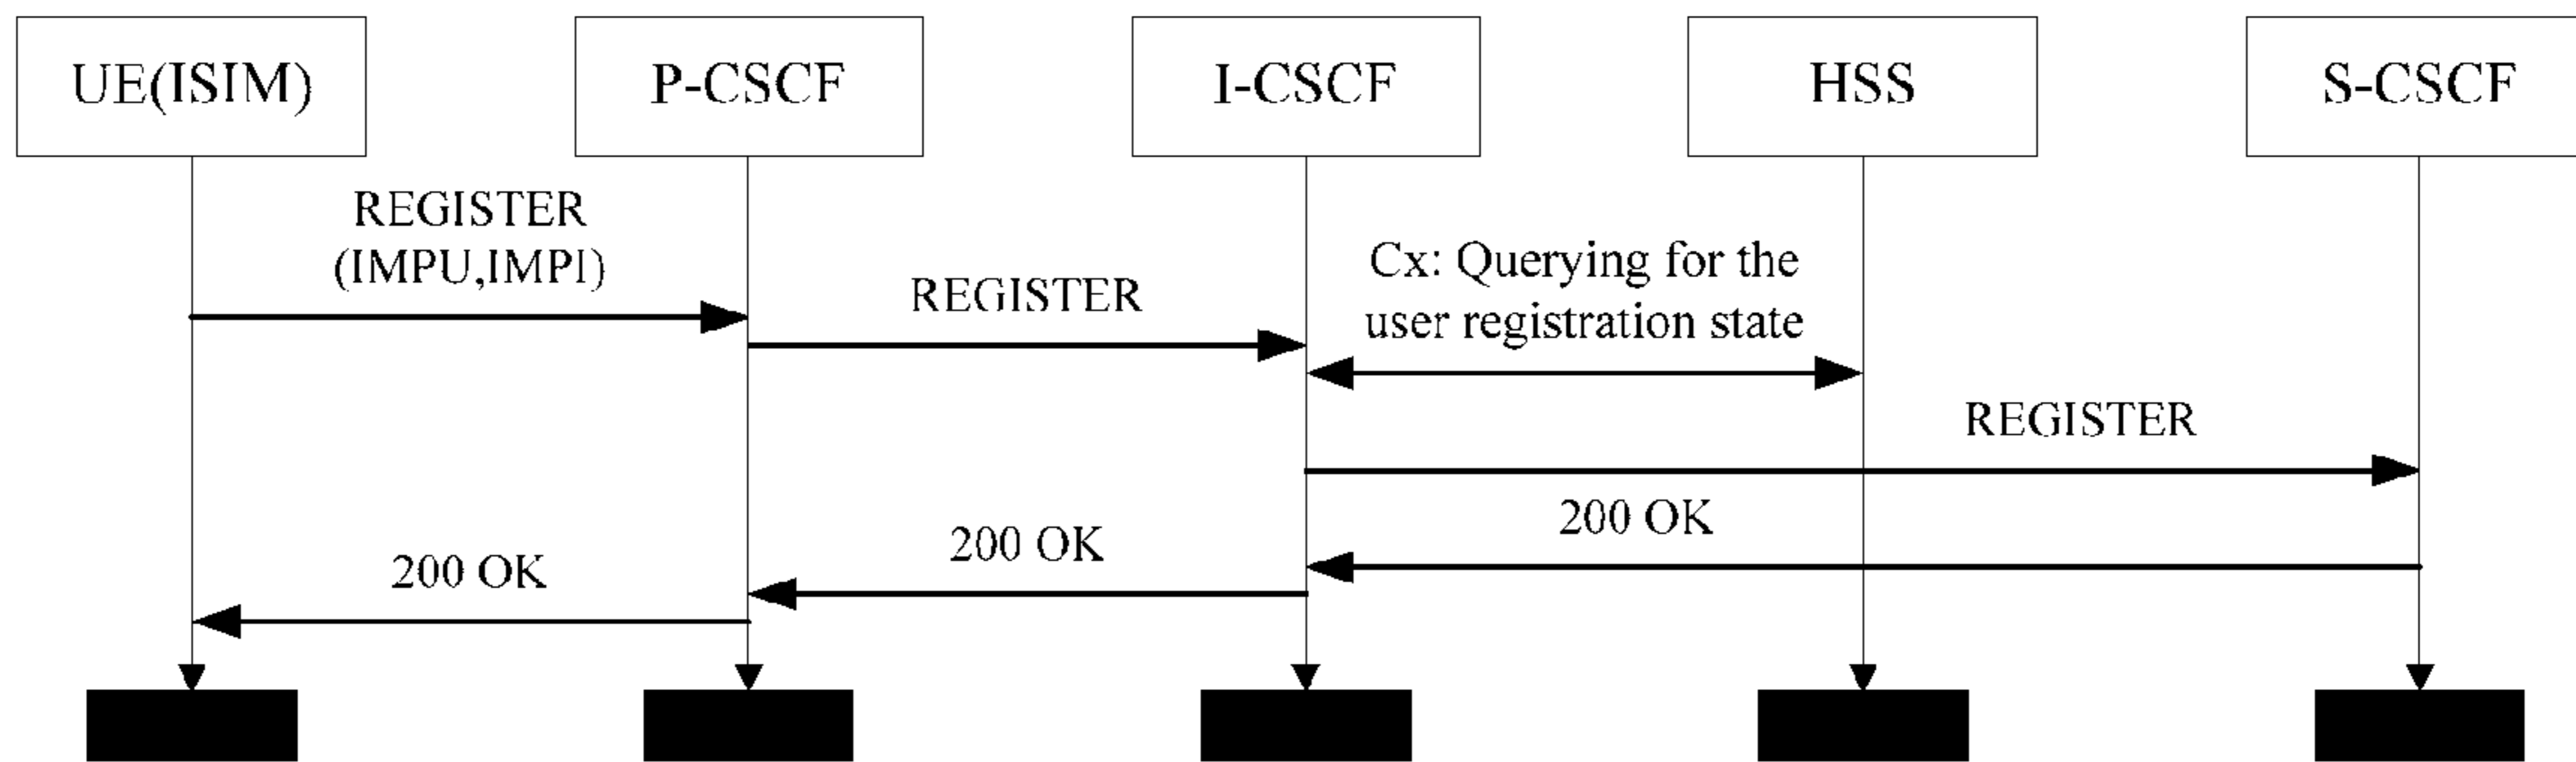 UE(ISIM)
P-CSCF
I-CSCF
HSS
S-CSCF
REGISTER
(IMPU,IMPI)
REGISTER
Cx: Querying for the
user registration state
REGISTER
200 OK
200 OK
200 OK